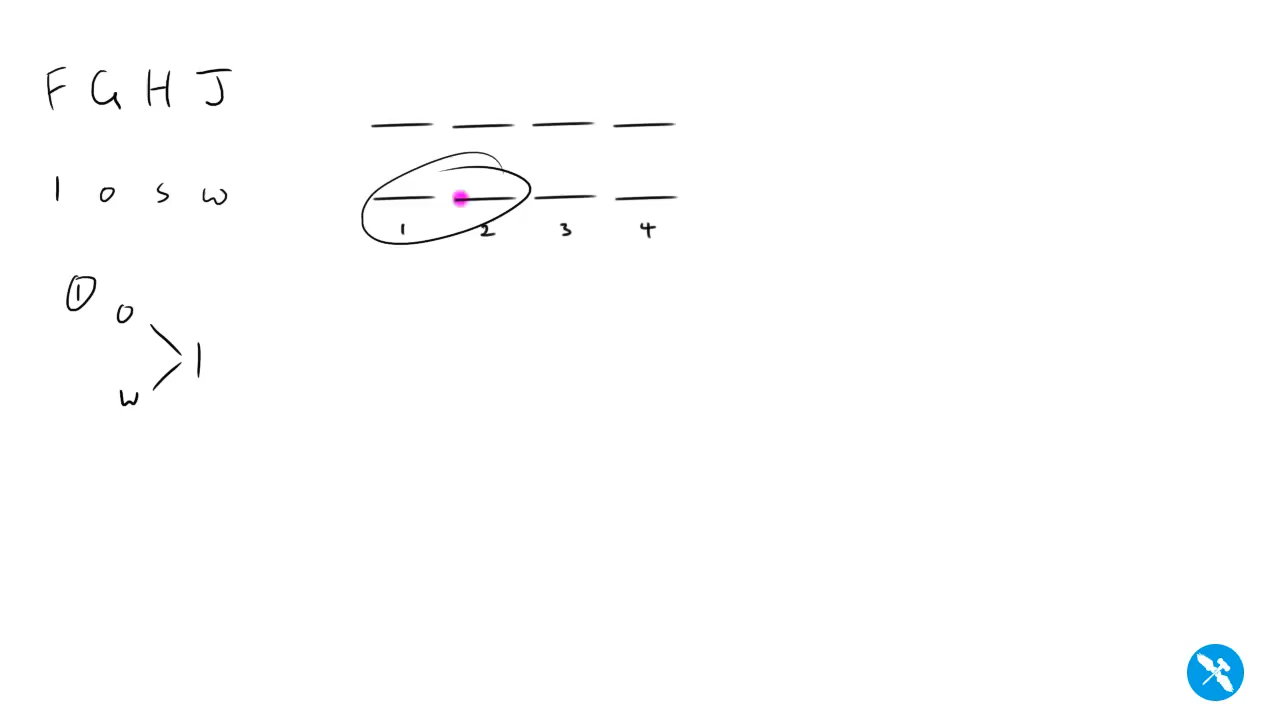 F G H J
l o s w
1 2 3 4
① o
l
w